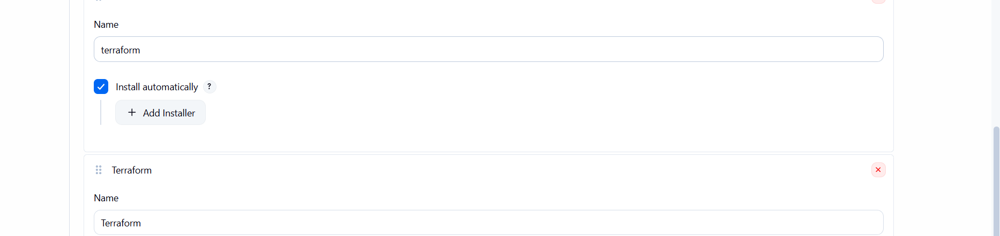 Name
terraform
Install automatically ?
+ Add Installer
Terraform
Name
Terraform